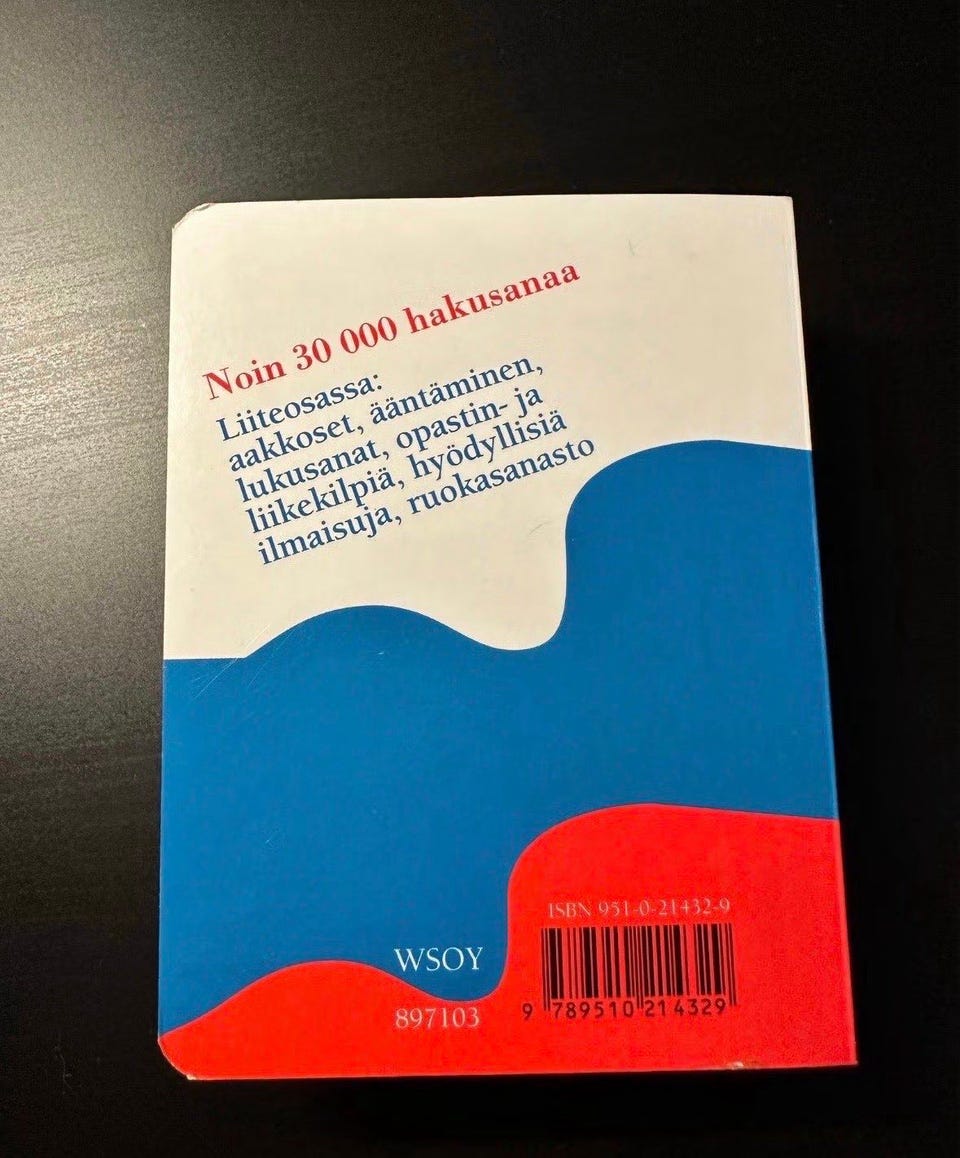 Noin 30 000 hakusanaa
Liiteosassa:
aakkoset, ääntäminen,
lukusanat, opastin- ja
liikekilpiä, hyödyllisiä
ilmaisuja, ruokasanasto
ISBN 951-0-21432-9
WSOY
897103
9 789510 214329